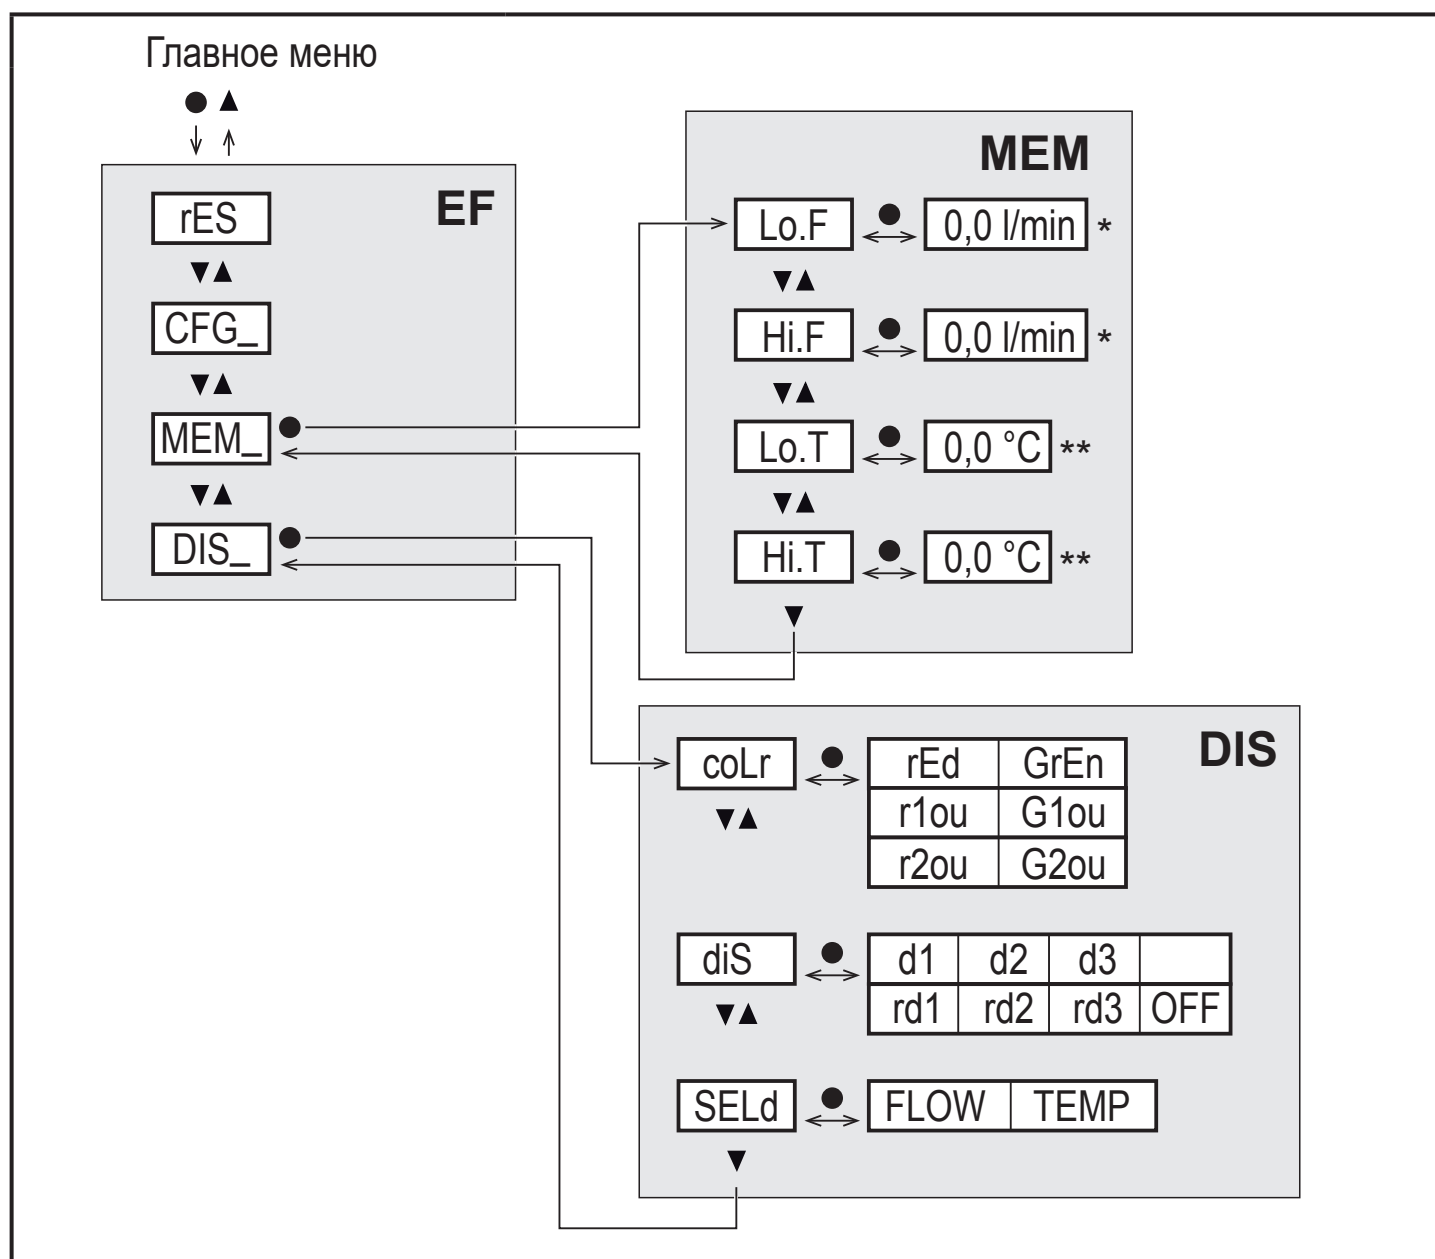 Главное меню
EF
rES
CFG_
MEM_
DIS_
MEM
Lo.F 0,0 l/min *
Hi.F 0,0 l/min *
Lo.T 0,0 °C **
Hi.T 0,0 °C **
DIS
coLr rEd GrEn
r1ou G1ou
r2ou G2ou
diS d1 d2 d3
rd1 rd2 rd3 OFF
SELd FLOW TEMP